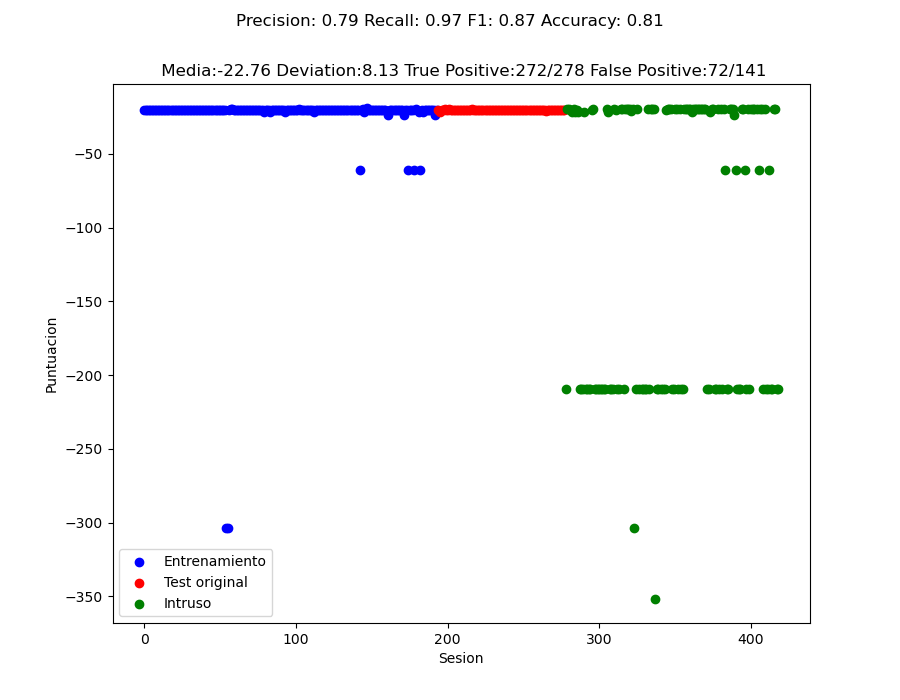 Precision: 0.79 Recall: 0.97 F1: 0.87 Accuracy: 0.81
Media:-22.76 Deviation:8.13 True Positive:272/278 False Positive:72/141
−50
−100
−150
−200
−250
−300
−350
Puntuacion
Entrenamiento
Test original
Intruso
0
100
200
300
400
Sesion